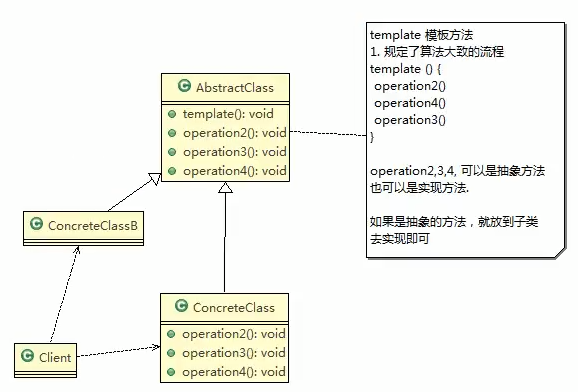 AbstractClass
template(): void
operation2(): void
operation3(): void
operation4(): void
template 模板方法
1. 规定了算法大致的流程
template () {
operation2()
operation4()
operation3()
}
operation2,3,4, 可以是抽象方法
也可以是实现方法.
如果是抽象的方法，就放到子类
去实现即可
C ConcreteClassB
C ConcreteClass
operation2(): void
operation3(): void
operation4(): void
C Client